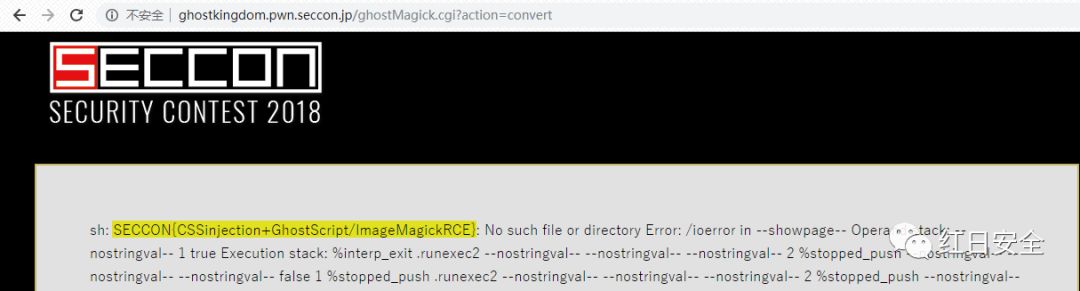 不安全 | ghostkingdom.pwn.seccon.jp/ghostMagick.cgi?action=convert
SECCON
SECURITY CONTEST 2018
sh: SECCON{CSSinjection+GhostScript/ImageMagickRCE}: No such file or directory Error: /ioerror in --showpage-- Operand stack: --
nostringval-- 1 true Execution stack: %interp_exit .runexec2 --nostringval-- --nostringval-- --nostringval-- 2 %stopped_push --nostringval--
nostringval-- --nostringval-- false 1 %stopped_push .runexec2 --nostringval-- --nostringval-- --nostringval-- 2 %stopped_push --nostringval--
红日安全